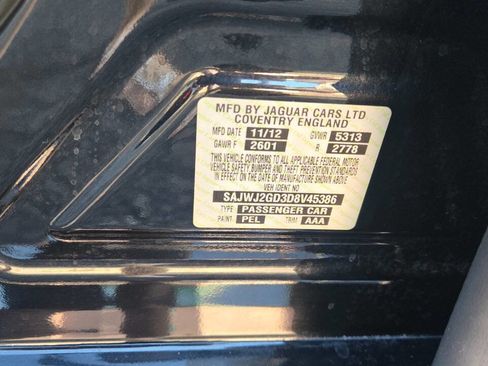 MFD BY JAGUAR CARS LTD
COVENTRY ENGLAND
MFD DATE 11/12 GVWR 5313
GAWR F 2601 R 2778
THIS VEHICLE CONFORMS TO ALL APPLICABLE FEDERAL MOTOR
VEHICLE SAFETY, BUMPER AND THEFT PREVENTION STANDARDS
IN EFFECT ON THE DATE OF MANUFACTURE SHOWN ABOVE
VEH IDENT NO
SAJWJ2GD3D8V45386
TYPE PASSENGER CAR
PAINT PEL TRIM AAA